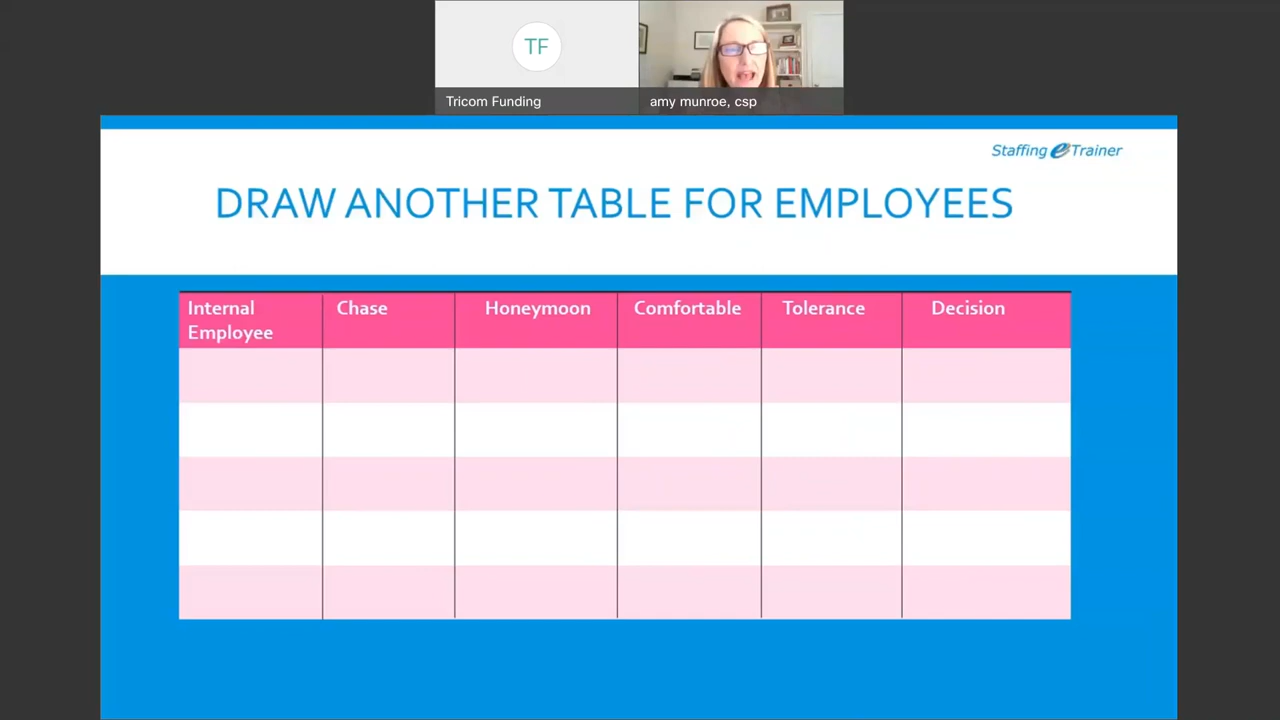 TF
Tricom Funding
amy munroe, csp
Staffing eTrainer
DRAW ANOTHER TABLE FOR EMPLOYEES
Internal Employee
Chase
Honeymoon
Comfortable
Tolerance
Decision